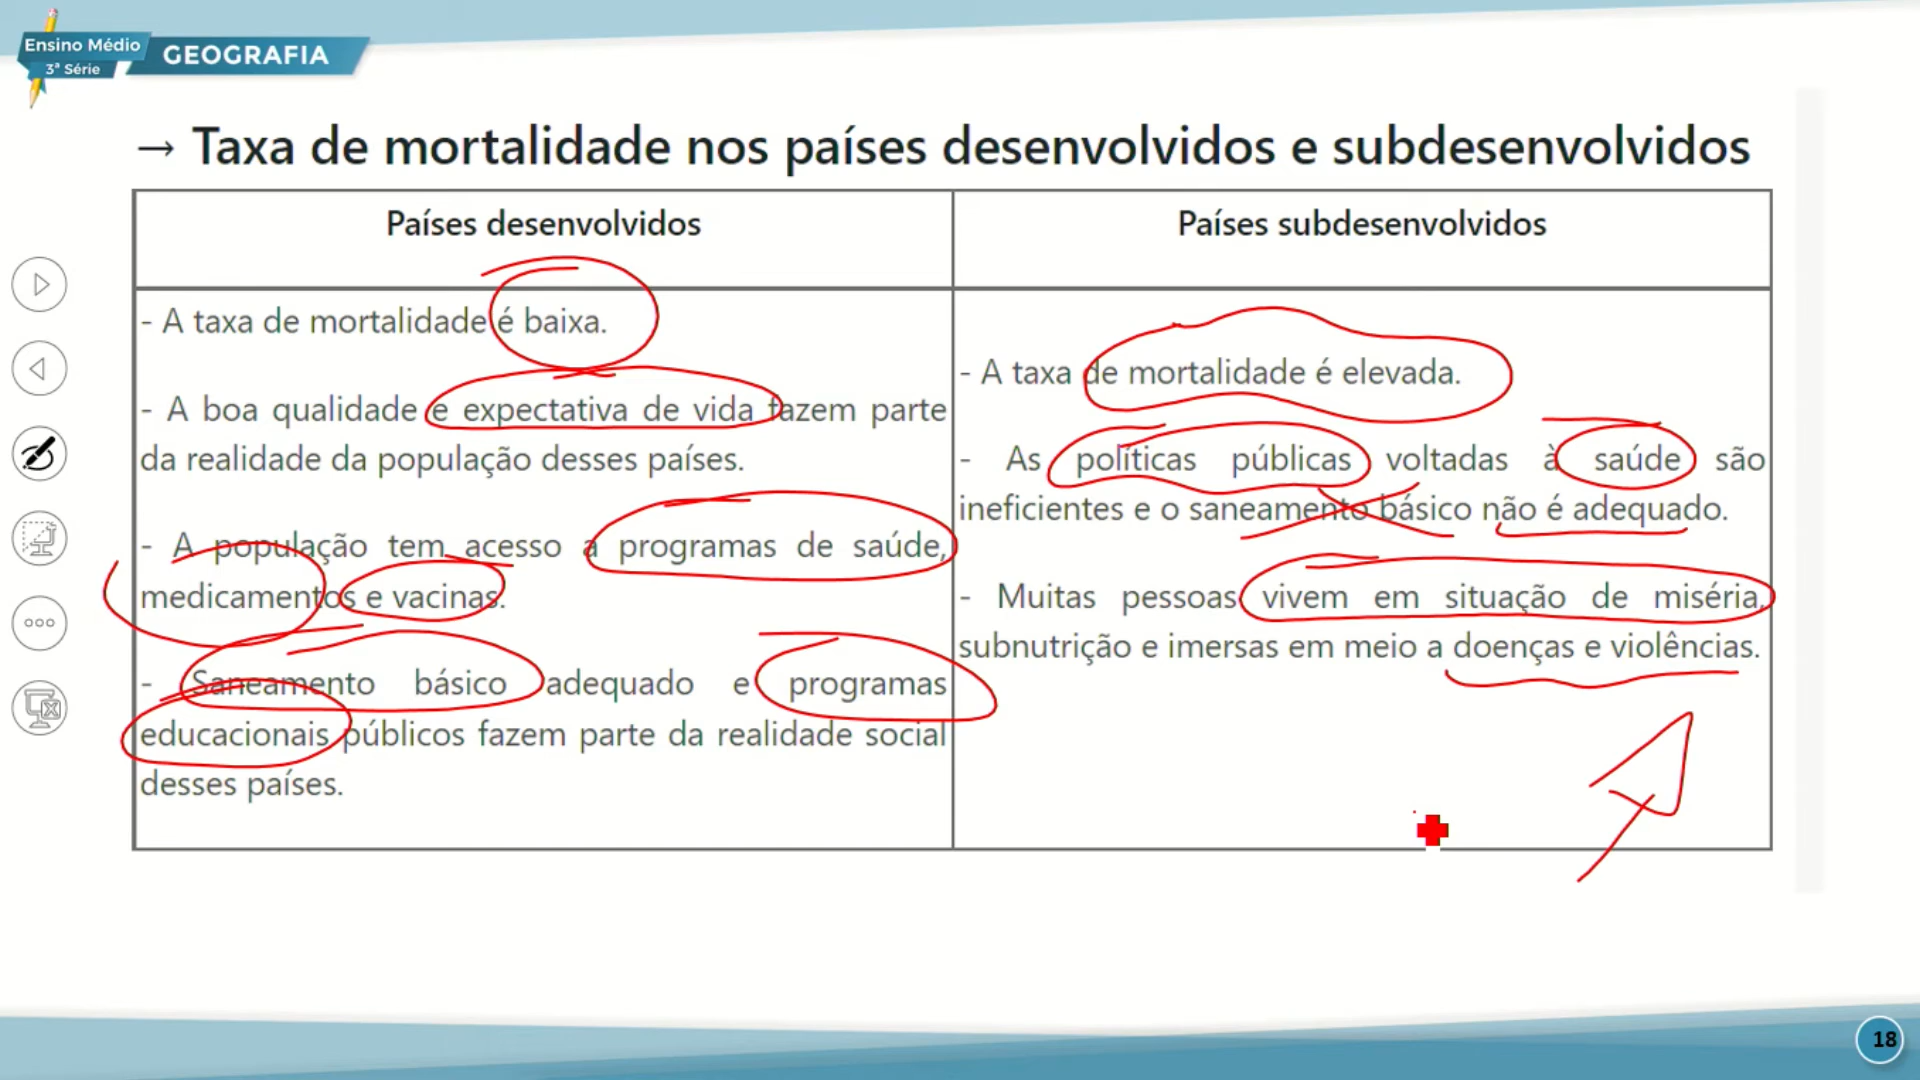 Ensino Médio
3ª Série
GEOGRAFIA
→ Taxa de mortalidade nos países desenvolvidos e subdesenvolvidos
Países desenvolvidos
- A taxa de mortalidade é baixa.
- A boa qualidade e expectativa de vida fazem parte
da realidade da população desses países.
- A população tem acesso a programas de saúde,
medicamentos e vacinas.
- Saneamento básico adequado e programas
educacionais públicos fazem parte da realidade social
desses países.
Países subdesenvolvidos
- A taxa de mortalidade é elevada.
- As políticas públicas voltadas à saúde são
ineficientes e o saneamento básico não é adequado.
- Muitas pessoas vivem em situação de miséria,
subnutrição e imersas em meio a doenças e violências.
18